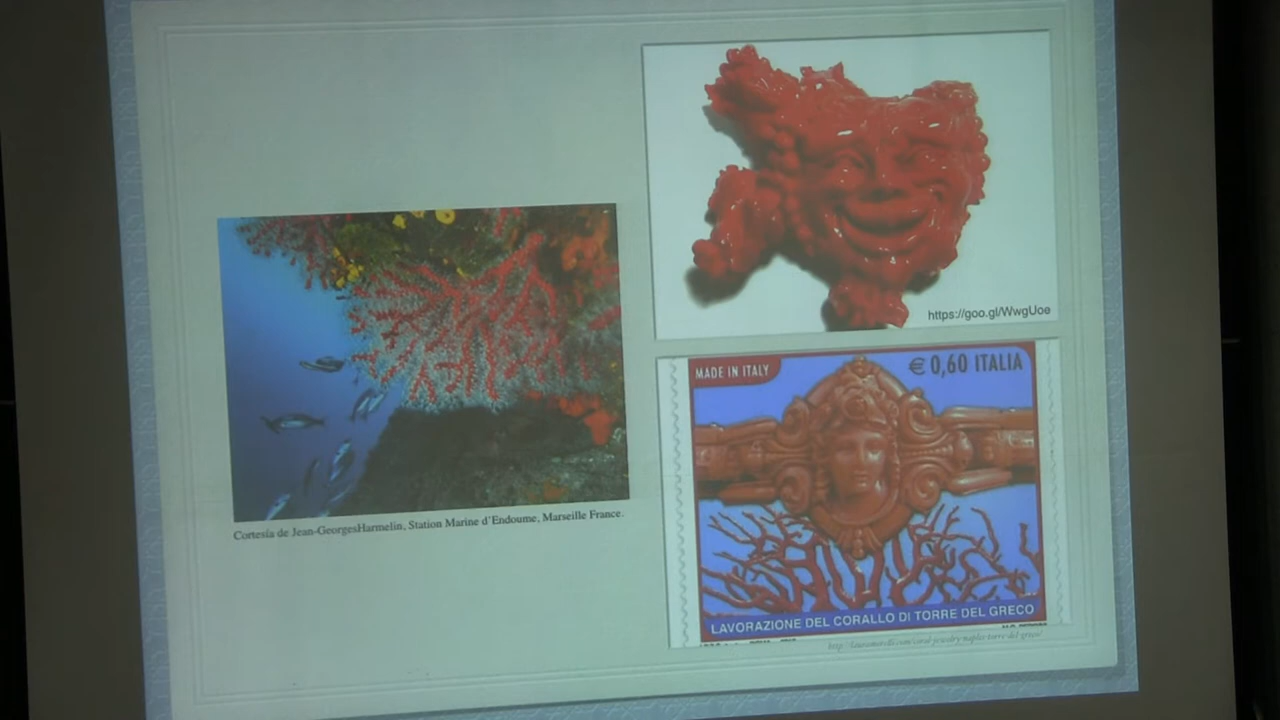 https://goo.gl/WwgUoe
MADE IN ITALY
€ 0,60 ITALIA
Cortesía de Jean-GeorgesHarmelin, Station Marine d'Endoume, Marseille France.
LAVORAZIONE DEL CORALLO DI TORRE DEL GRECO